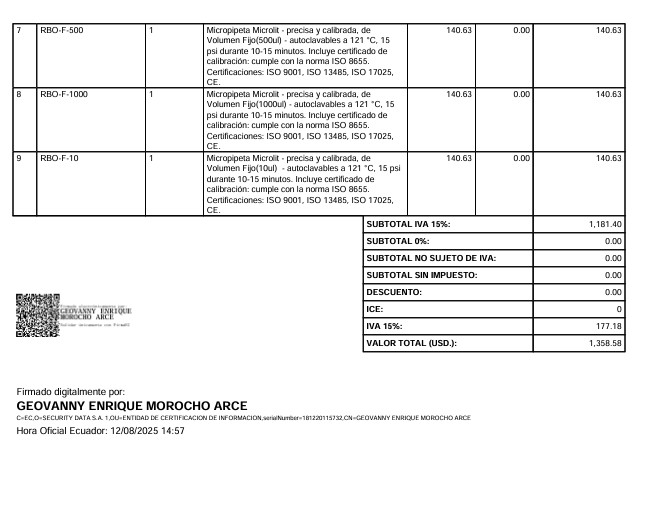 7 RBO-F-500 1 Micropipeta Microlit - precisa y calibrada, de 140.63 0.00 140.63
Volumen Fijo(500ul) - autoclavables a 121 °C, 15
psi durante 10-15 minutos. Incluye certificado de
calibración: cumple con la norma ISO 8655.
Certificaciones: ISO 9001, ISO 13485, ISO 17025,
CE.
8 RBO-F-1000 1 Micropipeta Microlit - precisa y calibrada, de 140.63 0.00 140.63
Volumen Fijo(1000ul) - autoclavables a 121 °C, 15
psi durante 10-15 minutos. Incluye certificado de
calibración: cumple con la norma ISO 8655.
Certificaciones: ISO 9001, ISO 13485, ISO 17025,
CE.
9 RBO-F-10 1 Micropipeta Microlit - precisa y calibrada, de 140.63 0.00 140.63
Volumen Fijo(10ul) - autoclavables a 121 °C, 15 psi
durante 10-15 minutos. Incluye certificado de
calibración: cumple con la norma ISO 8655.
Certificaciones: ISO 9001, ISO 13485, ISO 17025,
CE.
SUBTOTAL IVA 15%: 1,181.40
SUBTOTAL 0%: 0.00
SUBTOTAL NO SUJETO DE IVA: 0.00
SUBTOTAL SIN IMPUESTO: 0.00
DESCUENTO: 0.00
ICE: 0
IVA 15%: 177.18
VALOR TOTAL (USD.): 1,358.58
Firmado electrónicamente por:
GEOVANNY ENRIQUE
MOROCHO ARCE
Validar únicamente con FirmaEC
Firmado digitalmente por:
GEOVANNY ENRIQUE MOROCHO ARCE
C=EC,O=SECURITY DATA S.A. 1,OU=ENTIDAD DE CERTIFICACION DE INFORMACION,serialNumber=181220115732,CN=GEOVANNY ENRIQUE MOROCHO ARCE
Hora Oficial Ecuador: 12/08/2025 14:57